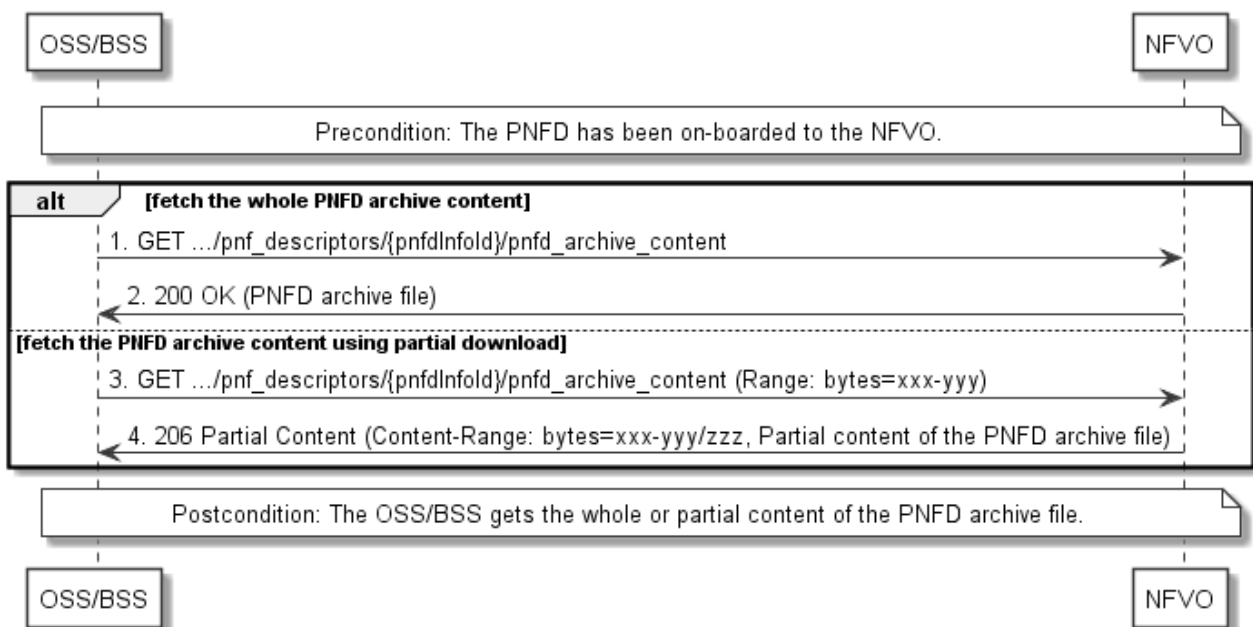 OSS/BSS
NFVO
Precondition: The PNFD has been on-boarded to the NFVO.
alt
[fetch the whole PNFD archive content]
1. GET .../pnf_descriptors/{pnfdInfoId}/pnfd_archive_content
2. 200 OK (PNFD archive file)
[fetch the PNFD archive content using partial download]
3. GET .../pnf_descriptors/{pnfdInfoId}/pnfd_archive_content (Range: bytes=xxx-yyy)
4. 206 Partial Content (Content-Range: bytes=xxx-yyy/zzz, Partial content of the PNFD archive file)
Postcondition: The OSS/BSS gets the whole or partial content of the PNFD archive file.
OSS/BSS
NFVO